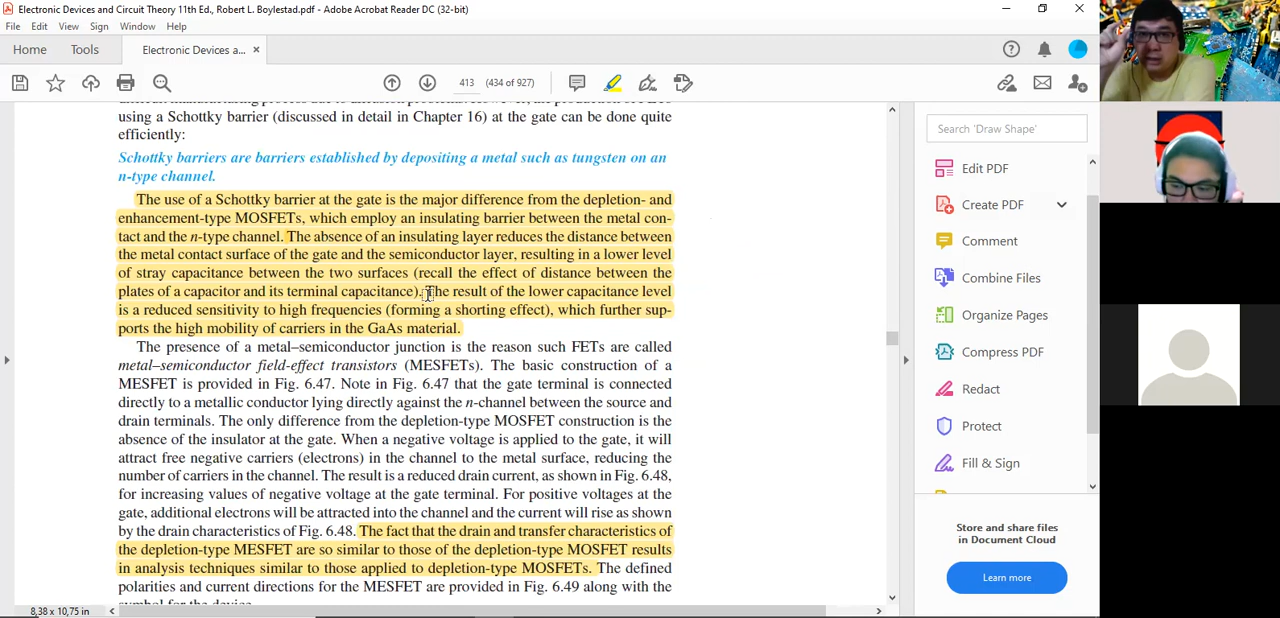 Electronic Devices and Circuit Theory 11th Ed., Robert L. Boylestad.pdf - Adobe Acrobat Reader DC (32-bit)
File Edit View Sign Window Help
Home Tools Electronic Devices a... ×
413 (434 of 927)
using a Schottky barrier (discussed in detail in Chapter 16) at the gate can be done quite
efficiently:
Schottky barriers are barriers established by depositing a metal such as tungsten on an
n-type channel.
The use of a Schottky barrier at the gate is the major difference from the depletion- and
enhancement-type MOSFETs, which employ an insulating barrier between the metal con-
tact and the n-type channel. The absence of an insulating layer reduces the distance between
the metal contact surface of the gate and the semiconductor layer, resulting in a lower level
of stray capacitance between the two surfaces (recall the effect of distance between the
plates of a capacitor and its terminal capacitance). The result of the lower capacitance level
is a reduced sensitivity to high frequencies (forming a shorting effect), which further sup-
ports the high mobility of carriers in the GaAs material.
The presence of a metal–semiconductor junction is the reason such FETs are called
metal–semiconductor field-effect transistors (MESFETs). The basic construction of a
MESFET is provided in Fig. 6.47. Note in Fig. 6.47 that the gate terminal is connected
directly to a metallic conductor lying directly against the n-channel between the source and
drain terminals. The only difference from the depletion-type MOSFET construction is the
absence of the insulator at the gate. When a negative voltage is applied to the gate, it will
attract free negative carriers (electrons) in the channel to the metal surface, reducing the
number of carriers in the channel. The result is a reduced drain current, as shown in Fig. 6.48,
for increasing values of negative voltage at the gate terminal. For positive voltages at the
gate, additional electrons will be attracted into the channel and the current will rise as shown
by the drain characteristics of Fig. 6.48. The fact that the drain and transfer characteristics of
the depletion-type MESFET are so similar to those of the depletion-type MOSFET results
in analysis techniques similar to those applied to depletion-type MOSFETs. The defined
polarities and current directions for the MESFET are provided in Fig. 6.49 along with the
symbol for the device.
8,38 x 10,75 in
Search 'Draw Shape'
Edit PDF
Create PDF
Comment
Combine Files
Organize Pages
Compress PDF
Redact
Protect
Fill & Sign
Store and share files
in Document Cloud
Learn more